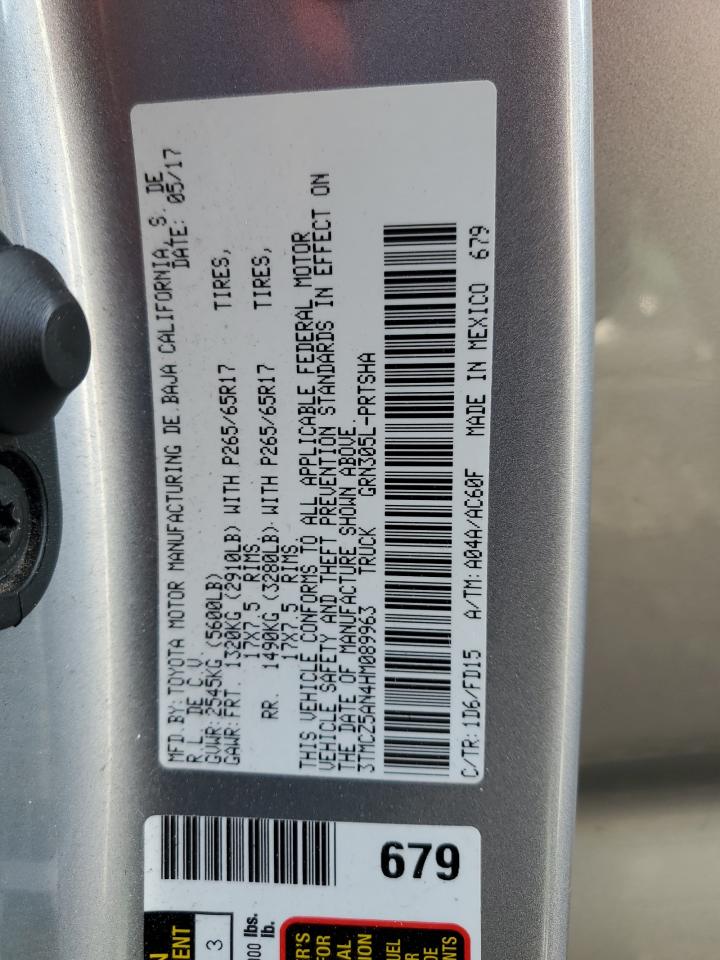 MFD.BY:TOYOTA MOTOR MANUFACTURING DE BAJA CALIFORNIA, S. DE
R.L. DE C.V. DATE: 05/17
GVWR:2545KG (5600LB)
GAWR:FRT. 1320KG (2910LB) WITH P265/65R17 TIRES,
17X7.5 RIMS
RR. 1490KG (3280LB) WITH P265/65R17 TIRES,
17X7.5 RIMS
THIS VEHICLE CONFORMS TO ALL APPLICABLE FEDERAL MOTOR
VEHICLE SAFETY AND THEFT PREVENTION STANDARDS IN EFFECT ON
THE DATE OF MANUFACTURE SHOWN ABOVE.
3TMCZ5AN4HM089963 TRUCK GRN305L-PRTSHA
C/TR:1D6/FD15 A/TM:A04A/AC60F MADE IN MEXICO 679
679
3
lbs.
lb.